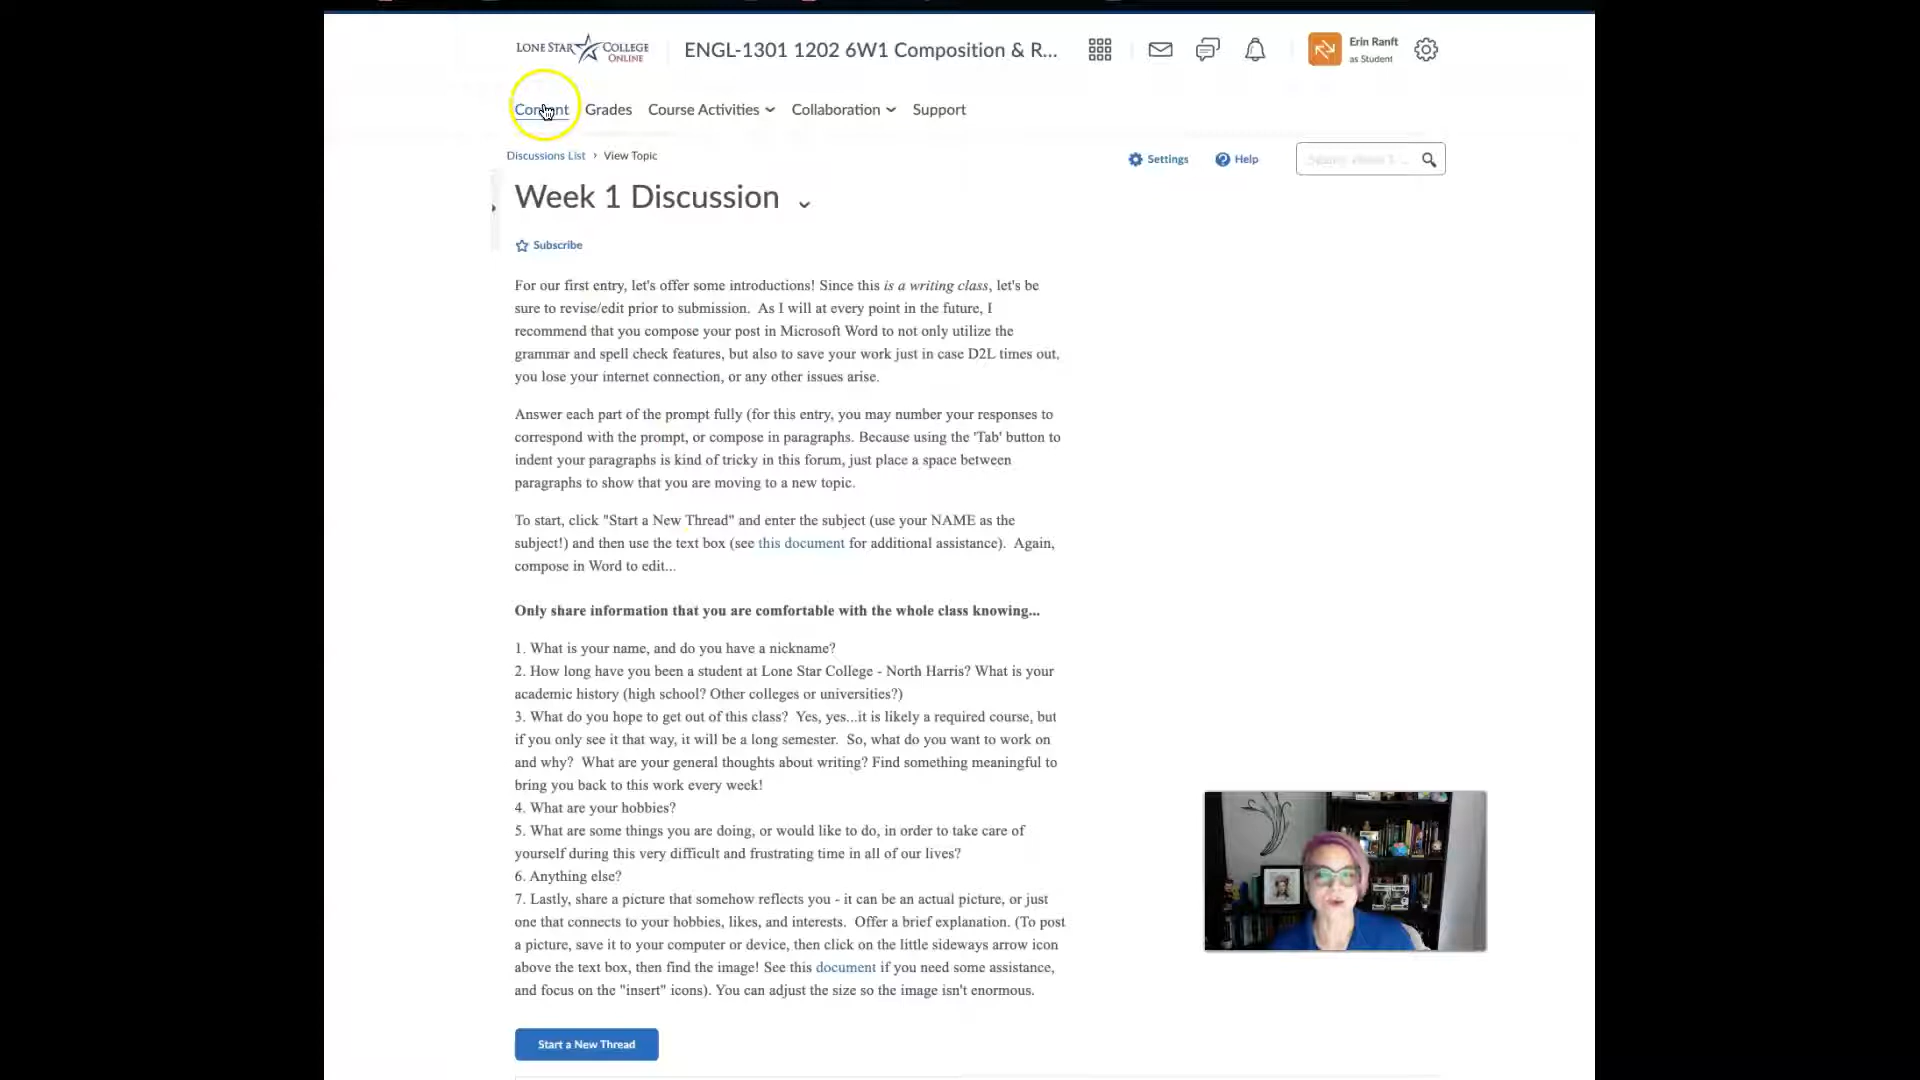 LONE STAR COLLEGE
ONLINE
ENGL-1301 1202 6W1 Composition & R...
Erin Ranft
as Student
Content Grades Course Activities Collaboration Support
Discussions List › View Topic
Settings Help
Week 1 Discussion
Subscribe
For our first entry, let's offer some introductions! Since this is a writing class, let's be
sure to revise/edit prior to submission. As I will at every point in the future, I
recommend that you compose your post in Microsoft Word to not only utilize the
grammar and spell check features, but also to save your work just in case D2L times out,
you lose your internet connection, or any other issues arise.
Answer each part of the prompt fully (for this entry, you may number your responses to
correspond with the prompt, or compose in paragraphs. Because using the 'Tab' button to
indent your paragraphs is kind of tricky in this forum, just place a space between
paragraphs to show that you are moving to a new topic.
To start, click "Start a New Thread" and enter the subject (use your NAME as the
subject!) and then use the text box (see this document for additional assistance). Again,
compose in Word to edit...
Only share information that you are comfortable with the whole class knowing...
1. What is your name, and do you have a nickname?
2. How long have you been a student at Lone Star College - North Harris? What is your
academic history (high school? Other colleges or universities?)
3. What do you hope to get out of this class? Yes, yes...it is likely a required course, but
if you only see it that way, it will be a long semester. So, what do you want to work on
and why? What are your general thoughts about writing? Find something meaningful to
bring you back to this work every week!
4. What are your hobbies?
5. What are some things you are doing, or would like to do, in order to take care of
yourself during this very difficult and frustrating time in all of our lives?
6. Anything else?
7. Lastly, share a picture that somehow reflects you - it can be an actual picture, or just
one that connects to your hobbies, likes, and interests. Offer a brief explanation. (To post
a picture, save it to your computer or device, then click on the little sideways arrow icon
above the text box, then find the image! See this document if you need some assistance,
and focus on the "insert" icons). You can adjust the size so the image isn't enormous.
Start a New Thread